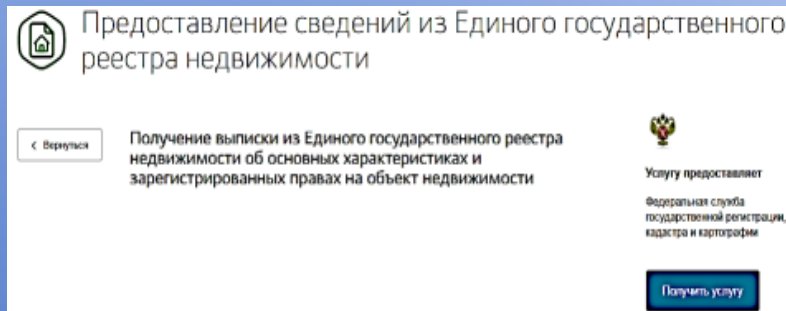 Предоставление сведений из Единого государственного
реестра недвижимости
< Вернуться
Получение выписки из Единого государственного реестра
недвижимости об основных характеристиках и
зарегистрированных правах на объект недвижимости
Услугу предоставляет
Федеральная служба
государственной регистрации,
кадастра и картографии
Получить услугу